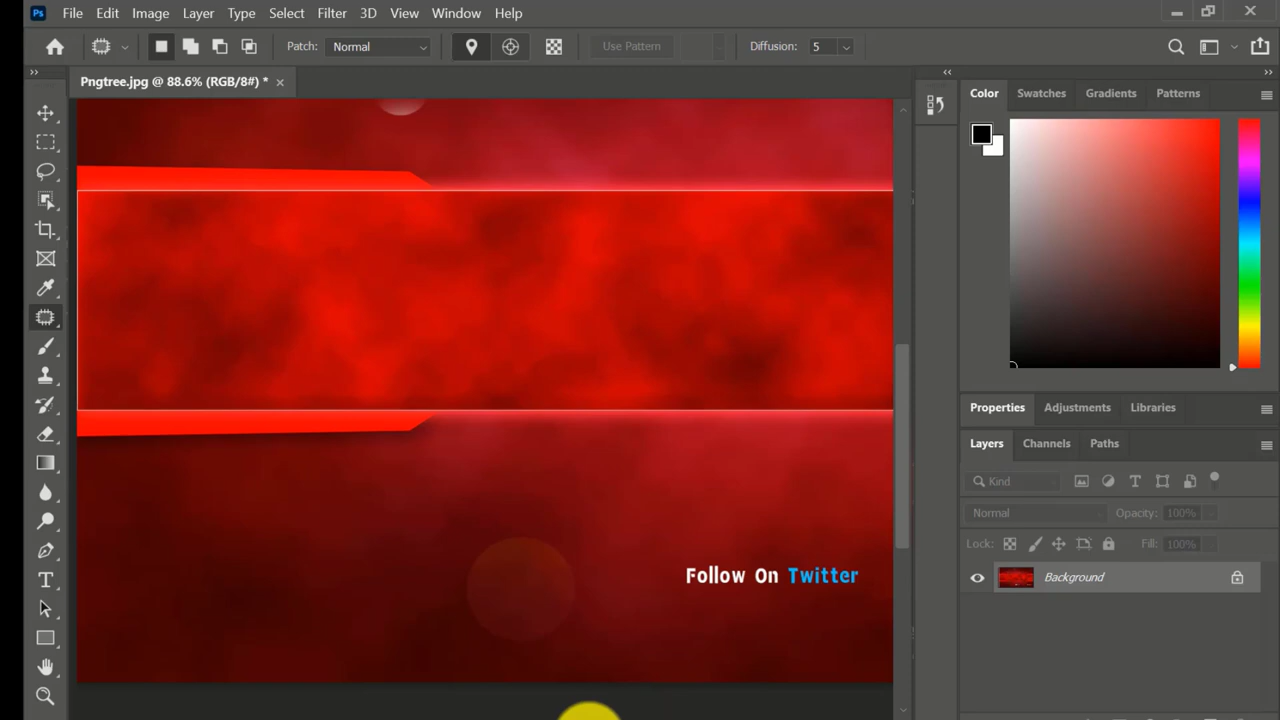 Ps File Edit Image Layer Type Select Filter 3D View Window Help
Patch: Normal Use Pattern Diffusion: 5
Pngtree.jpg @ 88.6% (RGB/8#) *
Color Swatches Gradients Patterns
Properties Adjustments Libraries
Layers Channels Paths
Kind
Normal Opacity: 100%
Lock: Fill: 100%
Background
Follow On Twitter